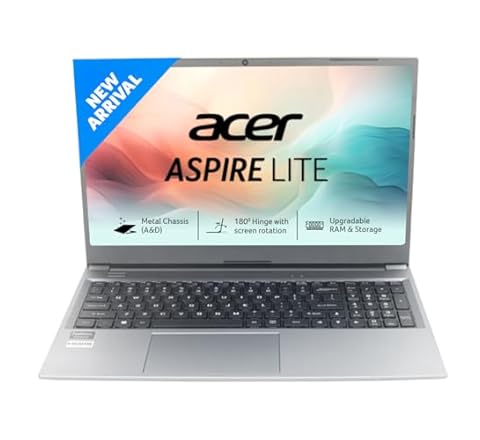 NEW
ARRIVAL
acer
ASPIRE LITE
Metal Chassis
(A&D)
180° Hinge with
screen rotation
Upgradable
RAM & Storage